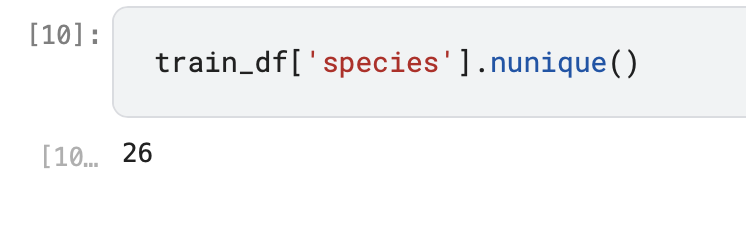 [10]:
train_df['species'].nunique()
[10…
26